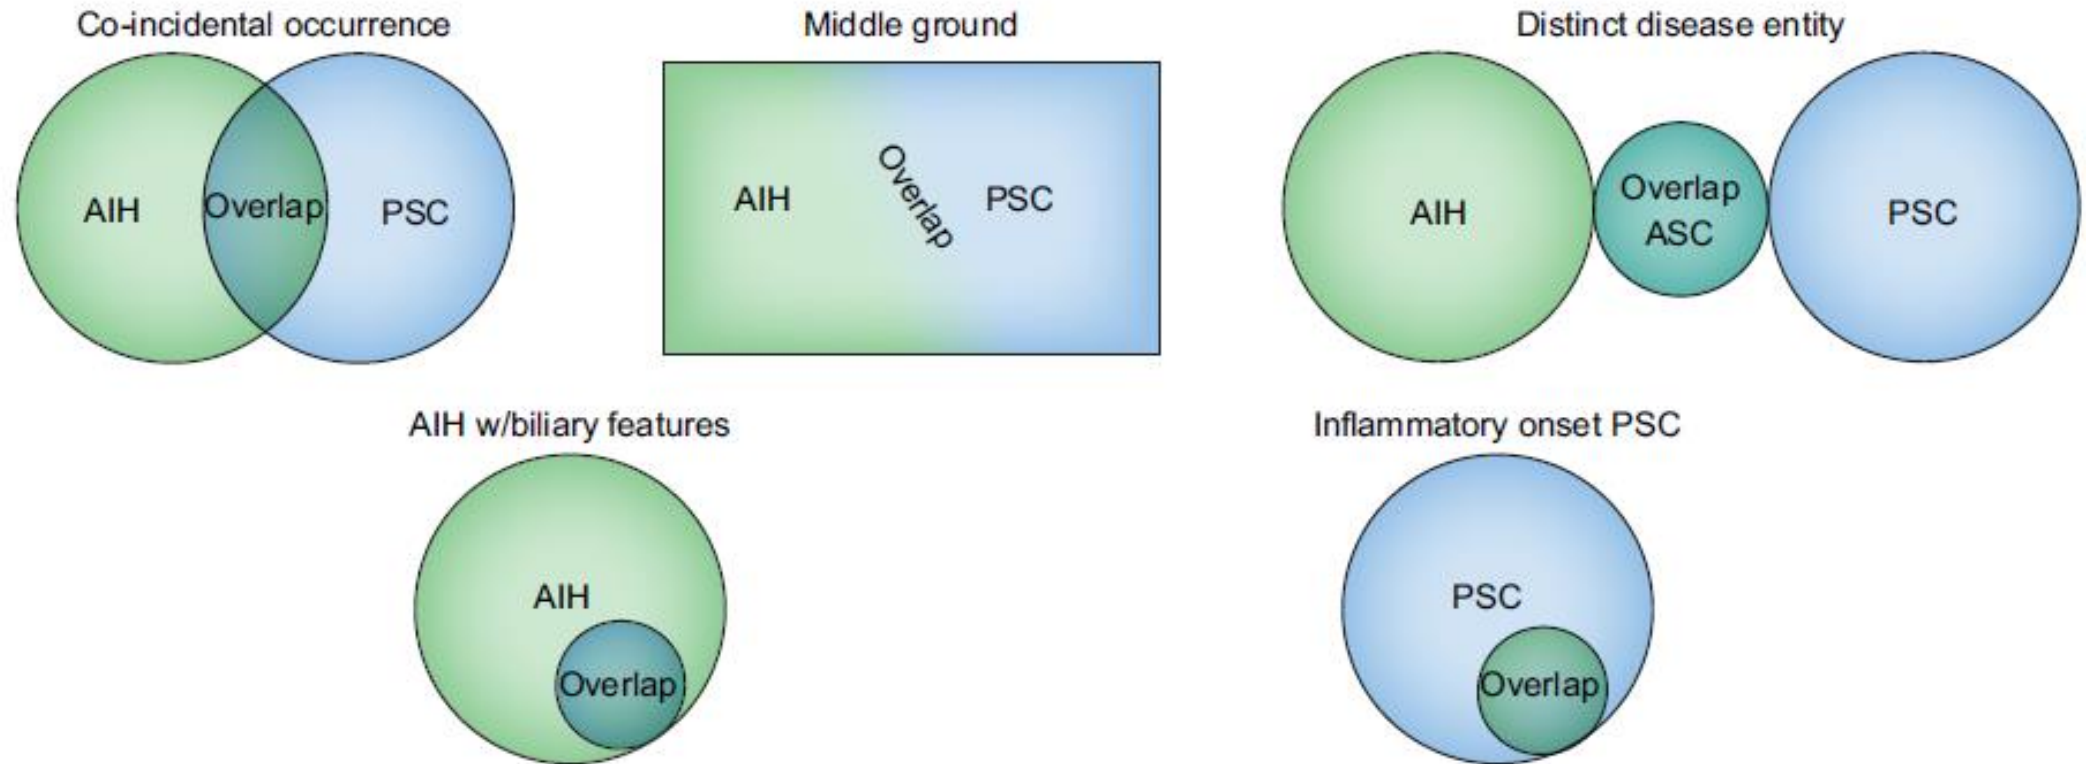 Co-incidental occurrence
AIH
Overlap
PSC
Middle ground
AIH
Overlap
PSC
Distinct disease entity
AIH
Overlap
ASC
PSC
AIH w/biliary features
AIH
Overlap
Inflammatory onset PSC
PSC
Overlap